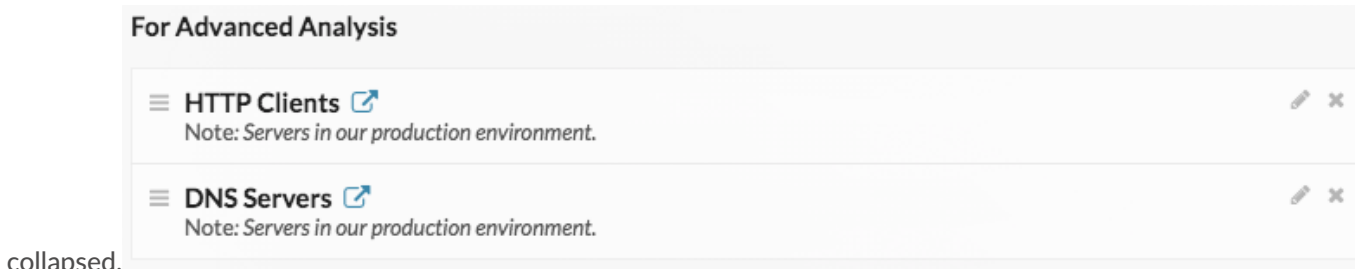 For Advanced Analysis
HTTP Clients
Note: Servers in our production environment.
DNS Servers
Note: Servers in our production environment.
collapsed.